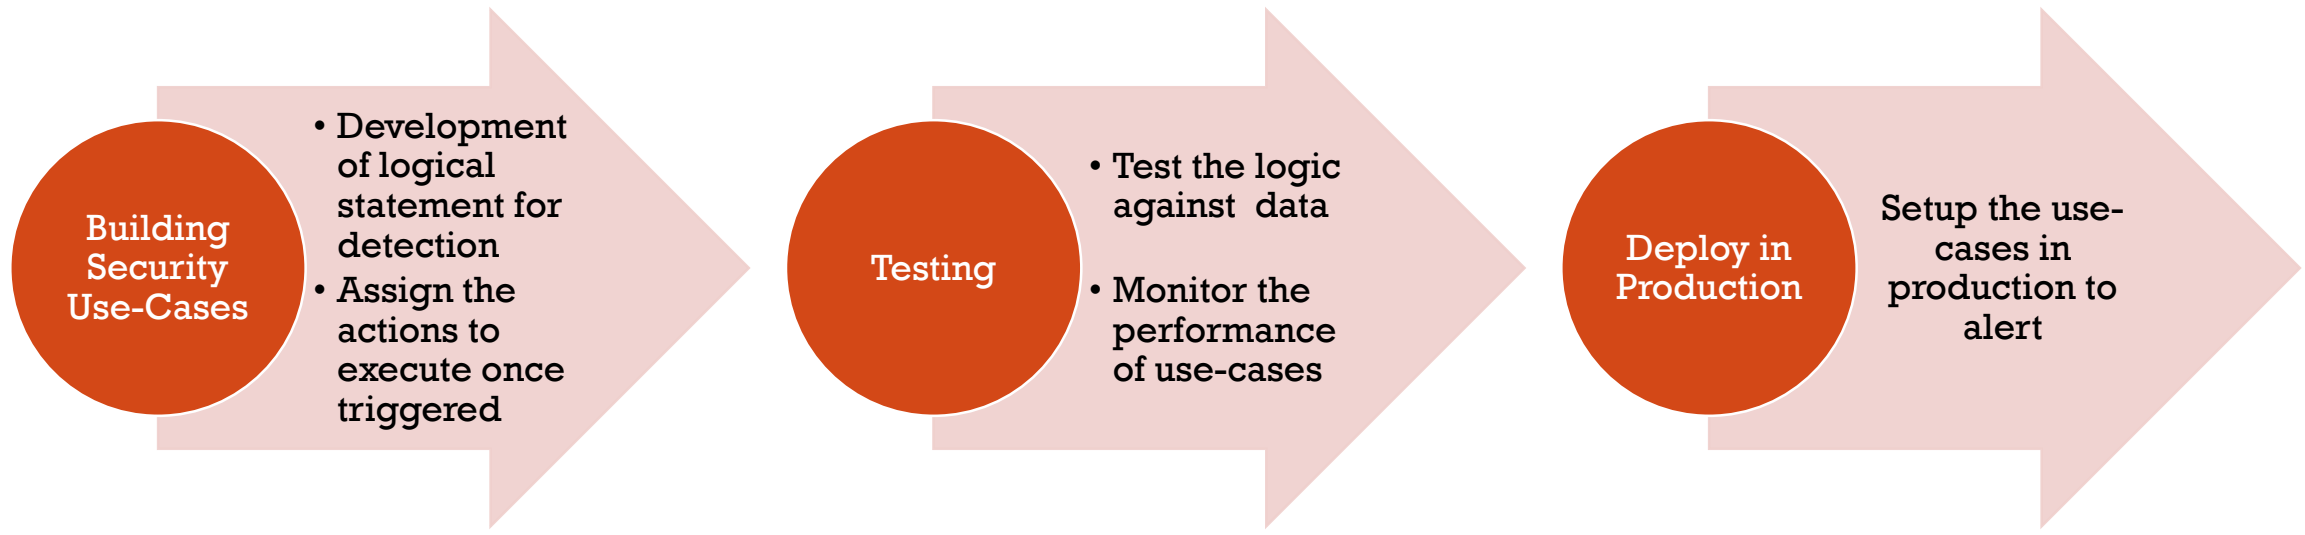 Building
Security
Use-Cases
• Development
of logical
statement for
detection
• Assign the
actions to
execute once
triggered
Testing
• Test the logic
against  data
• Monitor the
performance
of use-cases
Deploy in
Production
Setup the use-
cases in
production to
alert